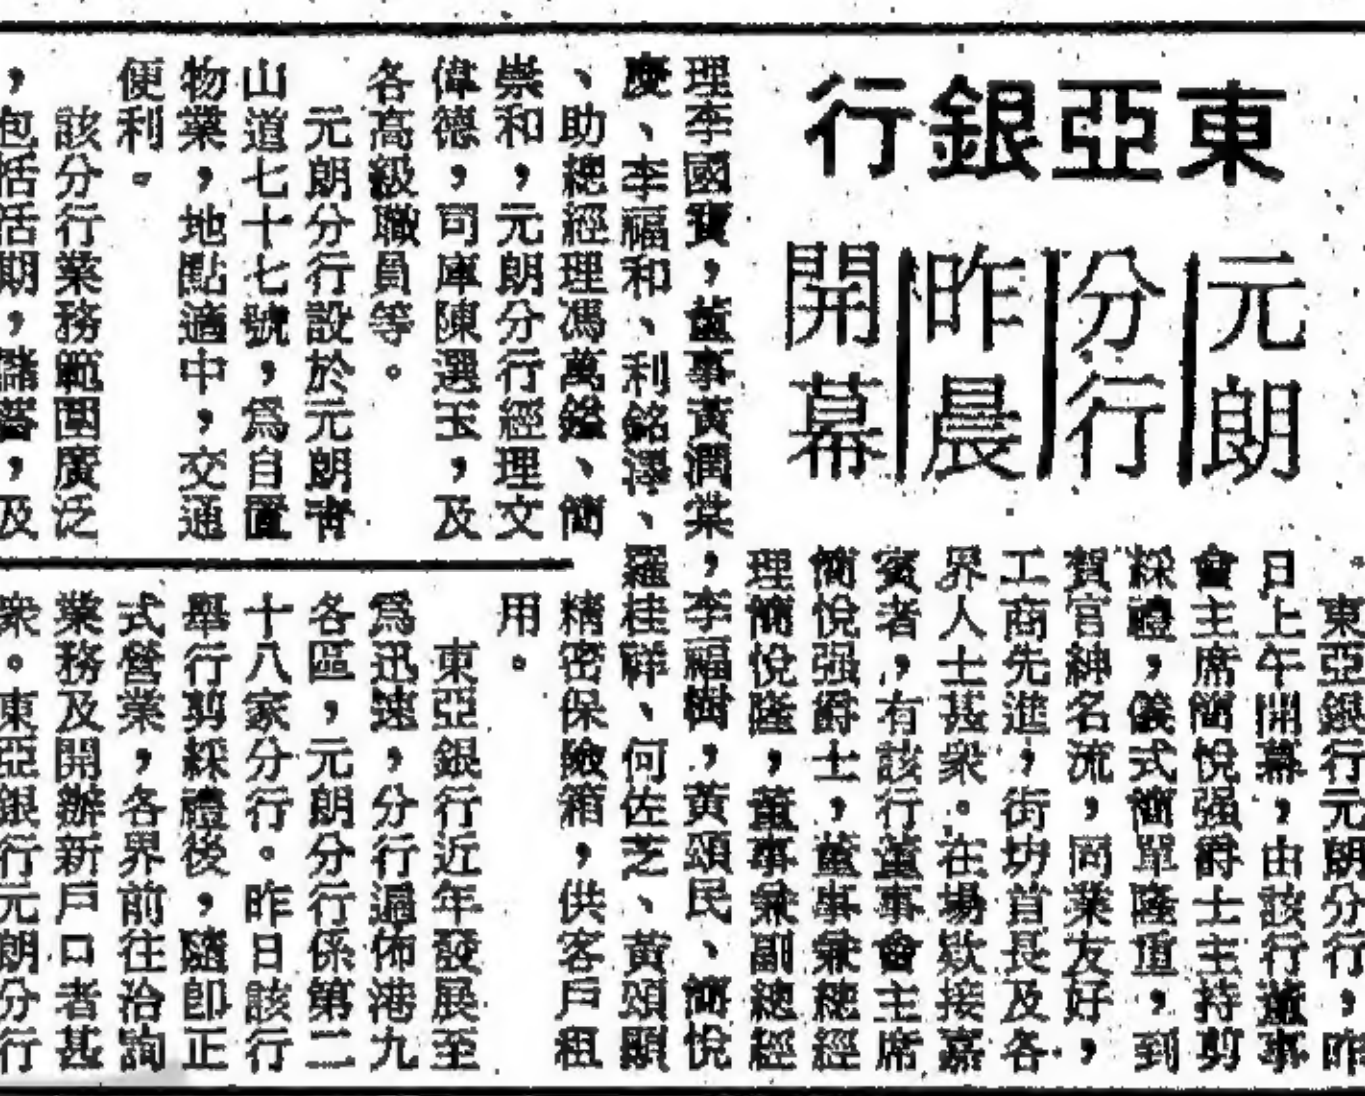 東亞銀行
元朗
分行
昨晨
開幕
東亞銀行元朗分行，昨
日上午開幕，由該行董事
會主席簡悅强爵士主持剪
綵禮，儀式簡單隆重，到
賀官紳名流，同業友好，
工商先進，街坊首長及各
界人士甚衆。在場欵接嘉
賓者，有該行董事會主席
簡悅强爵士，董事兼總經
理簡悅隆，董事兼副總經
理李國寶，董事黃潤棠，李福樹，黃頌民、簡悅
慶、李福和、利銘澤、羅桂祥、何佐芝、黃頌顯
、助總經理馮萬鎰、簡
崇和，元朗分行經理文
偉德，司庫陳選玉，及
各高級職員等。
元朗分行設於元朗靑
山道七十七號，爲自置
物業，地點適中，交通
便利。
該分行業務範圍廣泛
，包括活期，儲蓄，及
精密保險箱，供客戶租
用。
東亞銀行近年發展至
爲迅速，分行遍佈港九
各區，元朗分行係第二
十八家分行。昨日該行
舉行剪綵禮後，隨即正
式營業，各界前往洽詢
業務及開辦新戶口者甚
衆。東亞銀行元朗分行